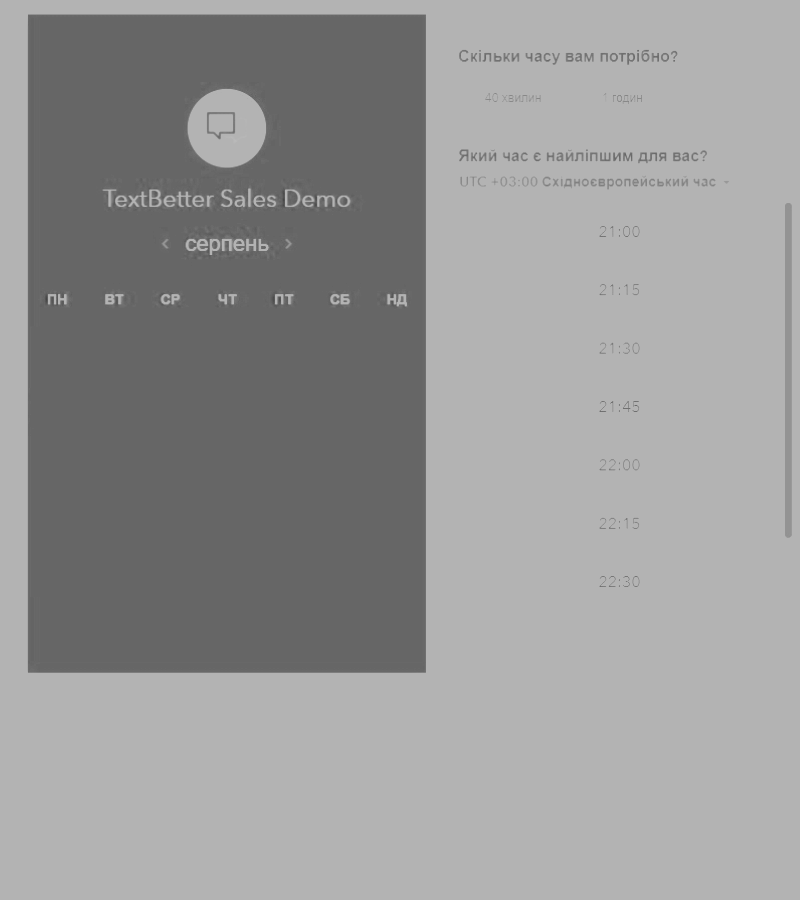 TextBetter Sales Demo
серпень
ПН ВТ СР ЧТ ПТ СБ НД
Скільки часу вам потрібно?
40 хвилин 1 годин
Який час є найліпшим для вас?
UTC +03:00 Східноєвропейський час
21:00
21:15
21:30
21:45
22:00
22:15
22:30